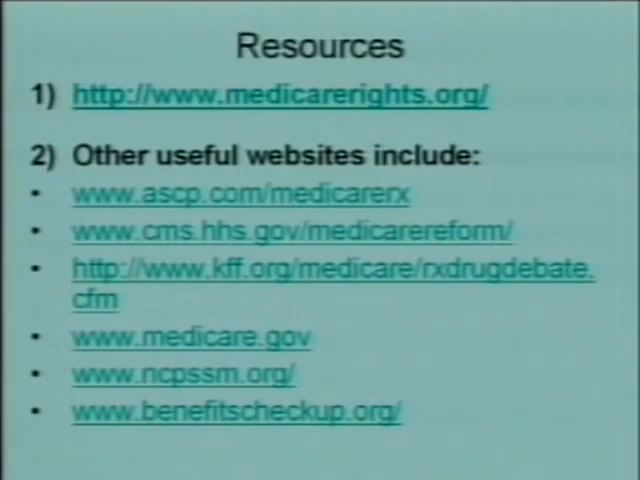 Resources
1) http://www.medicarerights.org/
2) Other useful websites include:
• www.ascp.com/medicarerx
• www.cms.hhs.gov/medicarereform/
• http://www.kff.org/medicare/rxdrugdebate.
cfm
• www.medicare.gov
• www.ncpssm.org/
• www.benefitscheckup.org/